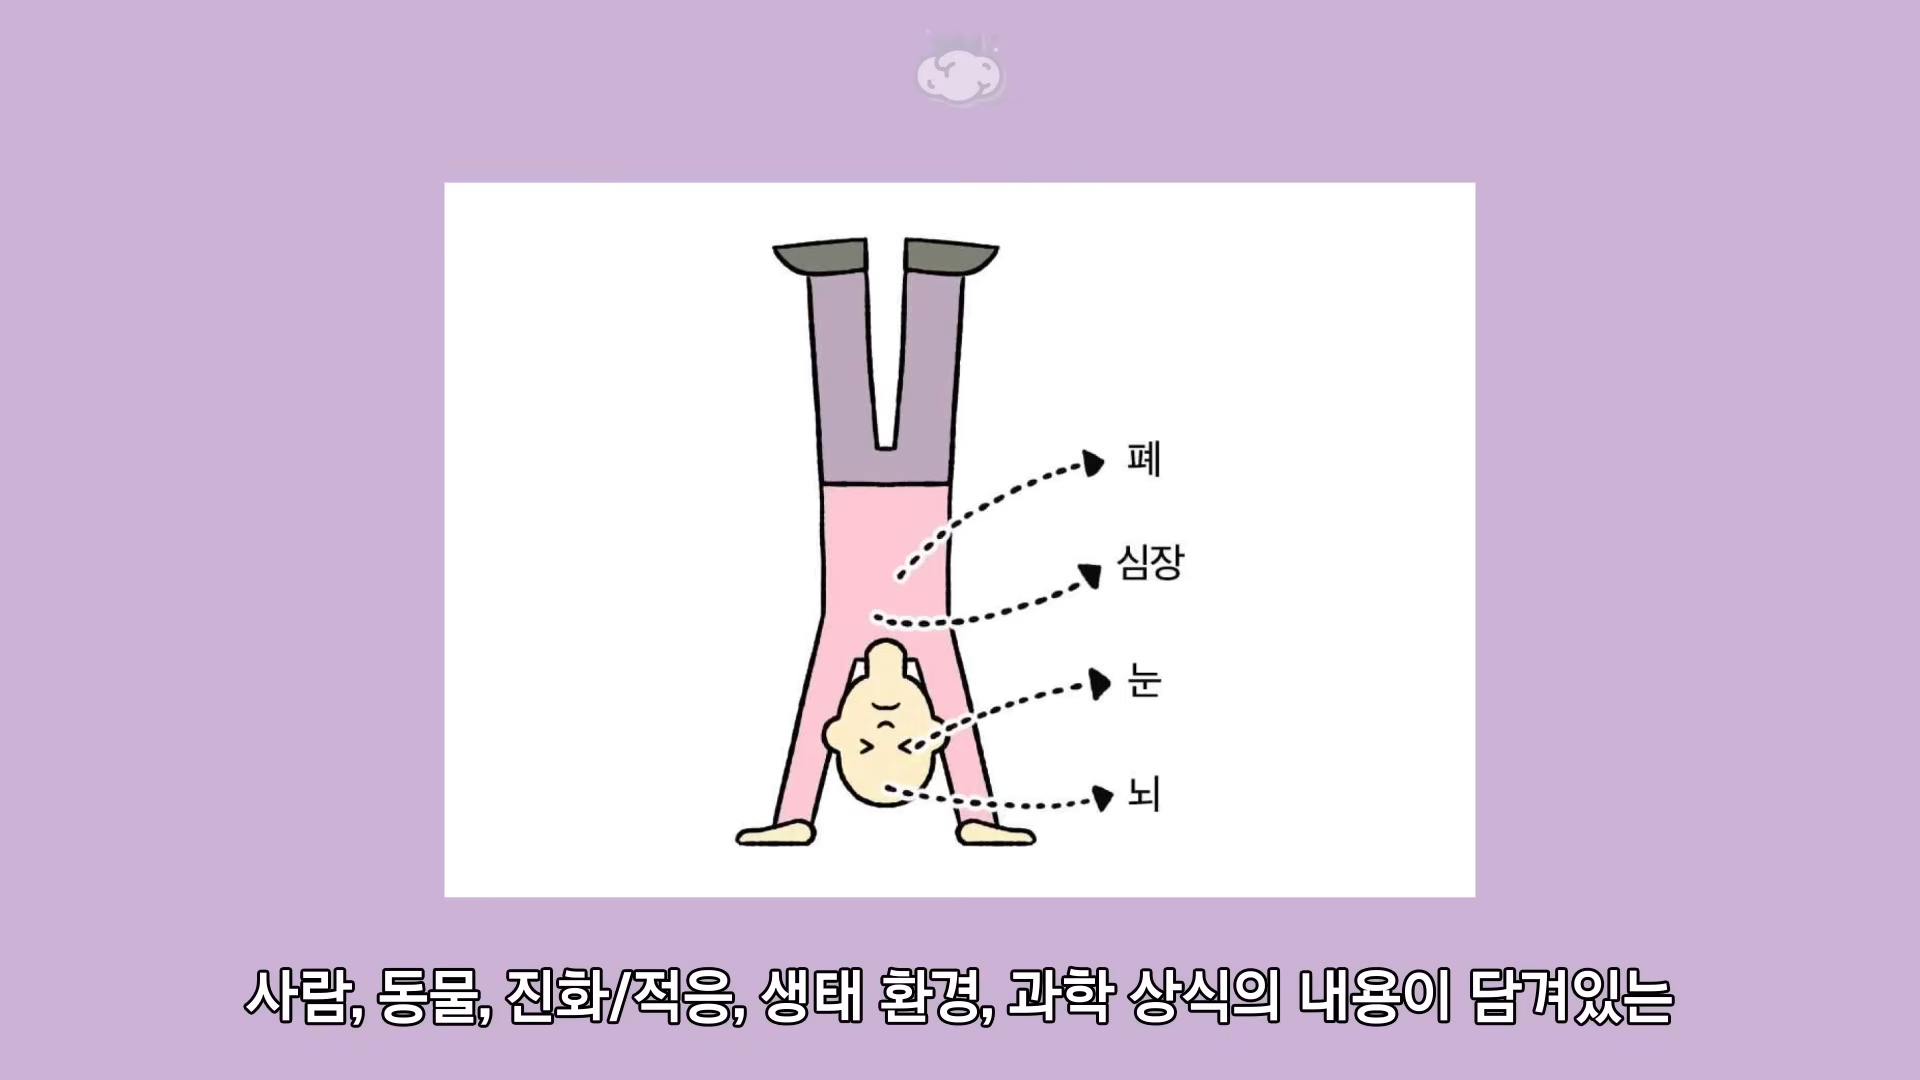 폐
심장
눈
뇌
사람, 동물, 진화/적응, 생태 환경, 과학 상식의 내용이 담겨있는